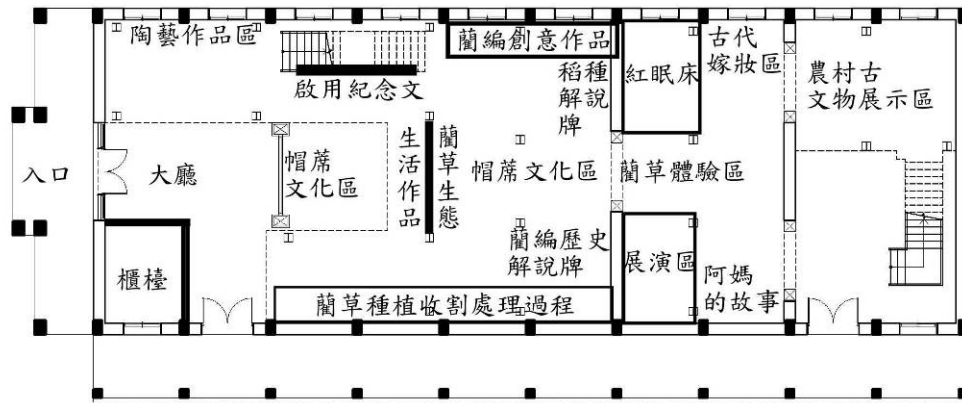 陶藝作品區
藺編創意作品
古代
嫁妝區
稻種
解說
牌
紅眠床
農村古
文物展示區
啟用紀念文
入口
大廳
帽蓆
文化區
生活作品
藺草生態
帽蓆文化區
藺草體驗區
櫃檯
藺編歷史
解說牌
展演區
阿媽
的故事
藺草種植收割處理過程